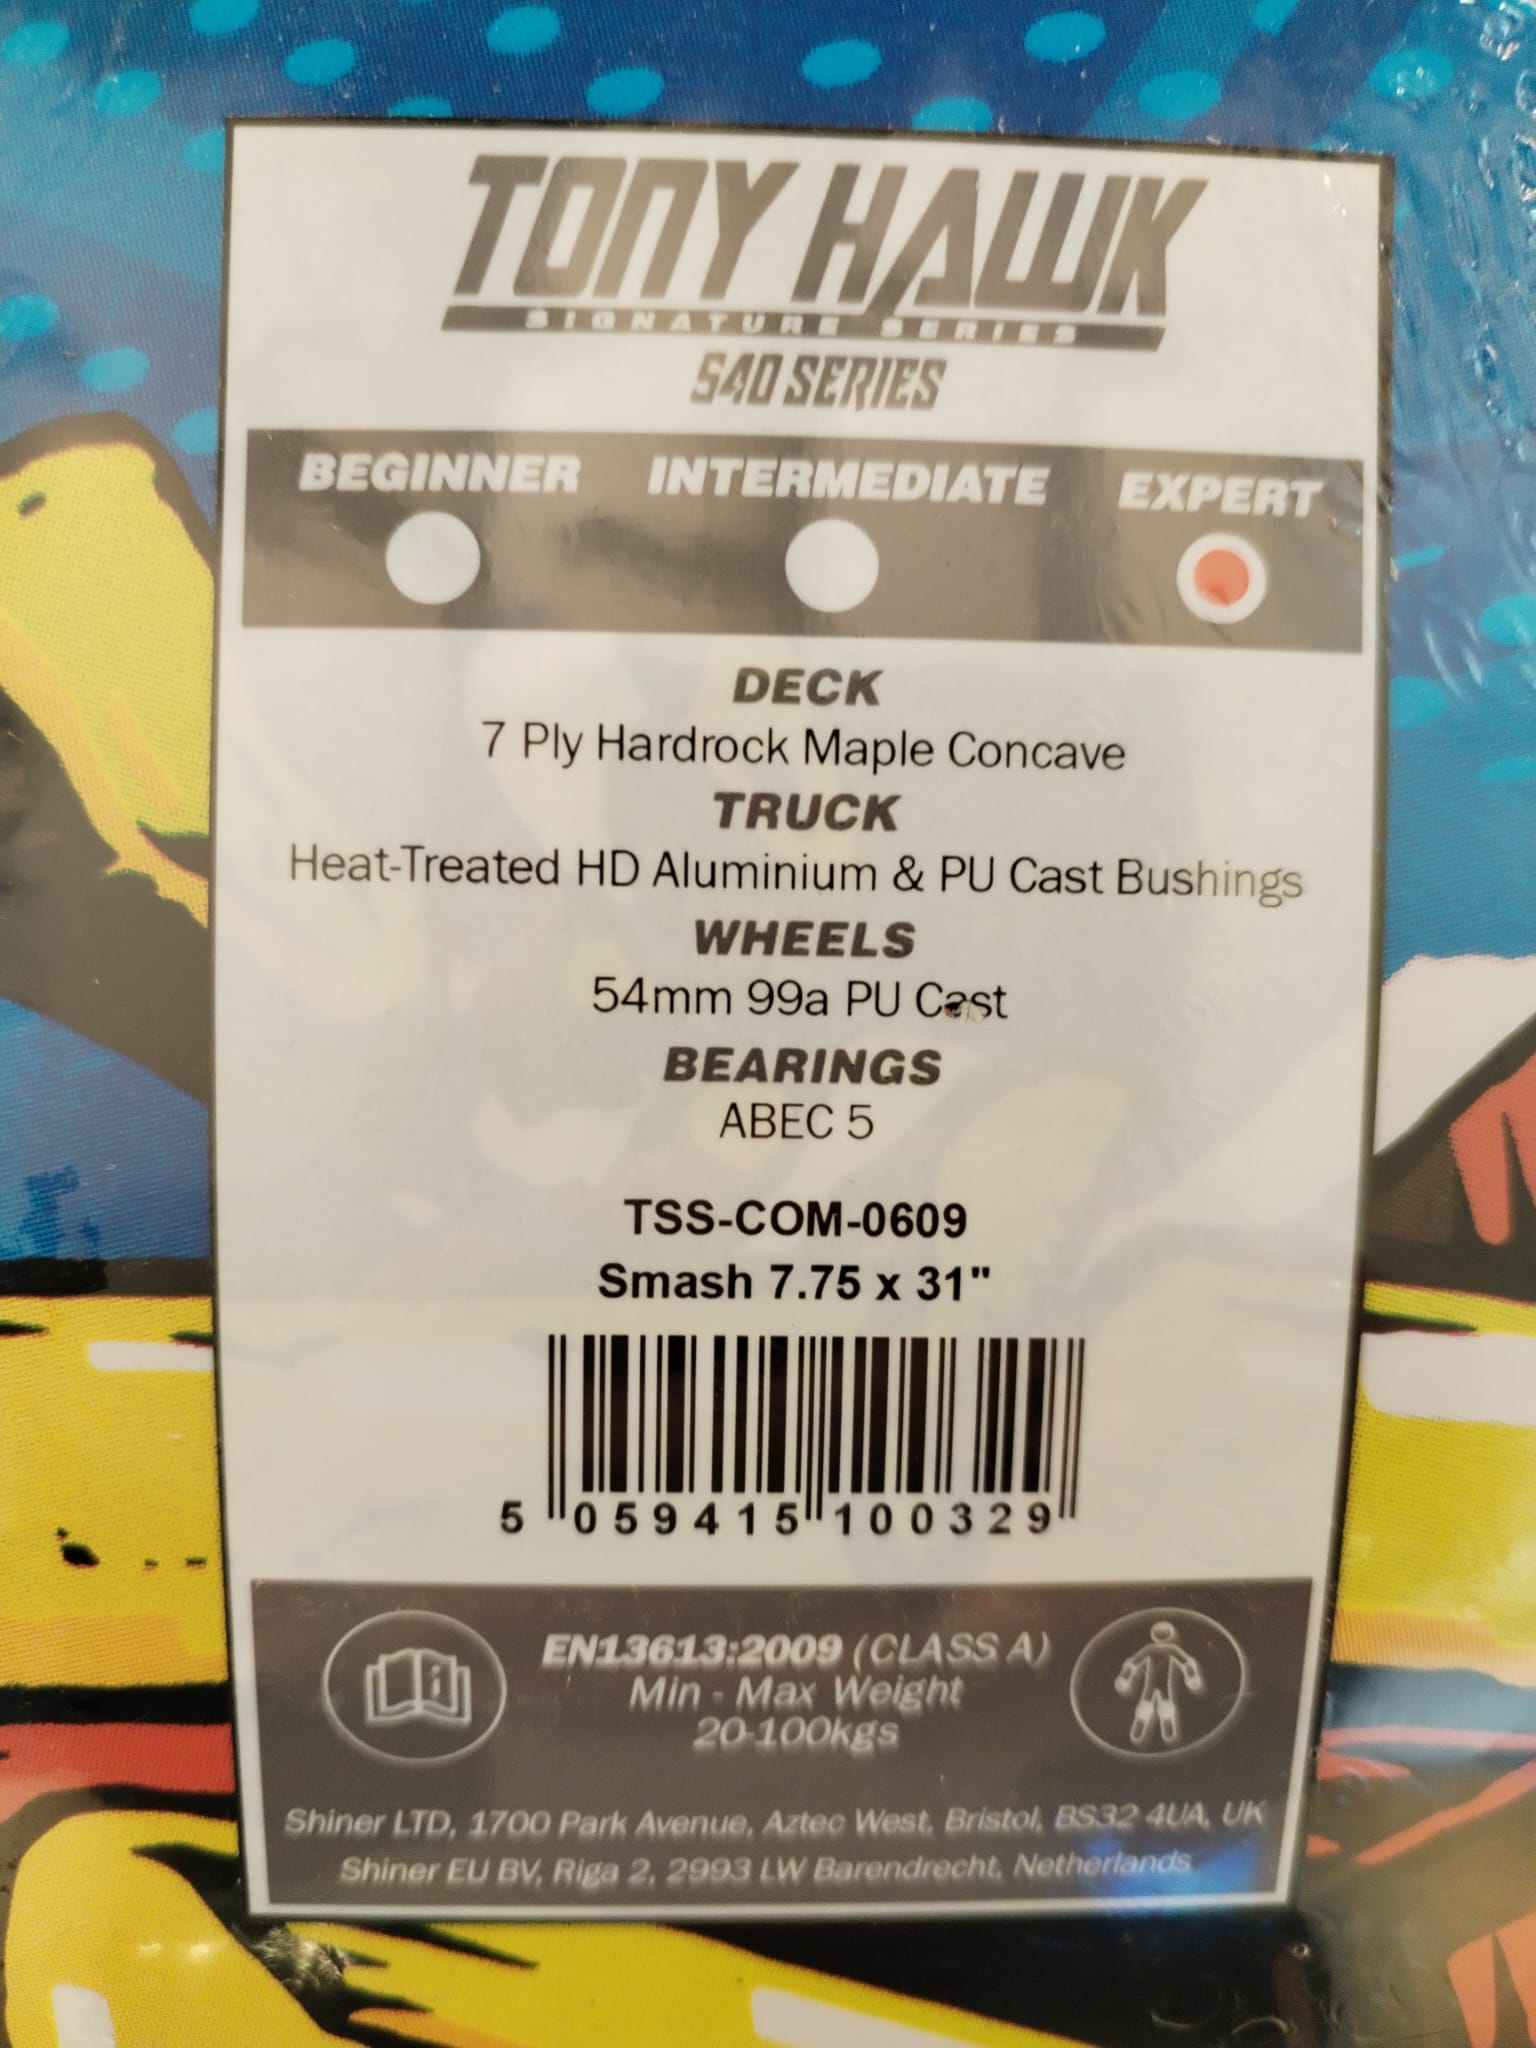 TONY HAWK
SIGNATURE SERIES
540 SERIES
BEGINNER INTERMEDIATE EXPERT
DECK
7 Ply Hardrock Maple Concave
TRUCK
Heat-Treated HD Aluminium & PU Cast Bushings
WHEELS
54mm 99a PU Cast
BEARINGS
ABEC 5
TSS-COM-0609
Smash 7.75 x 31"
5 059415 100329
EN13613:2009 (CLASS A)
Min - Max Weight
20-100kgs
Shiner LTD, 1700 Park Avenue, Aztec West, Bristol, BS32 4UA, UK
Shiner EU BV, Riga 2, 2993 LW Barendrecht, Netherlands